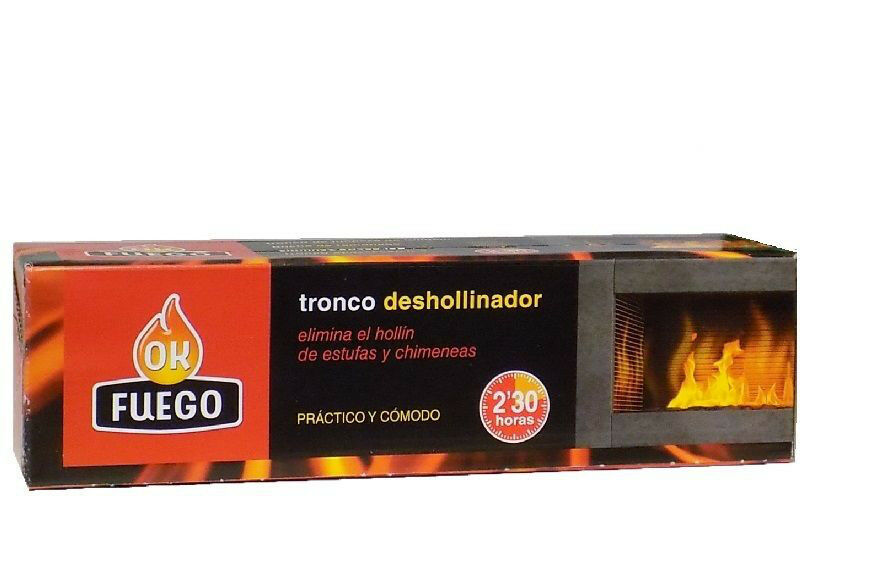 OK
FUEGO
tronco deshollinador
elimina el hollín
de estufas y chimeneas
PRÁCTICO Y CÓMODO
2'30
horas